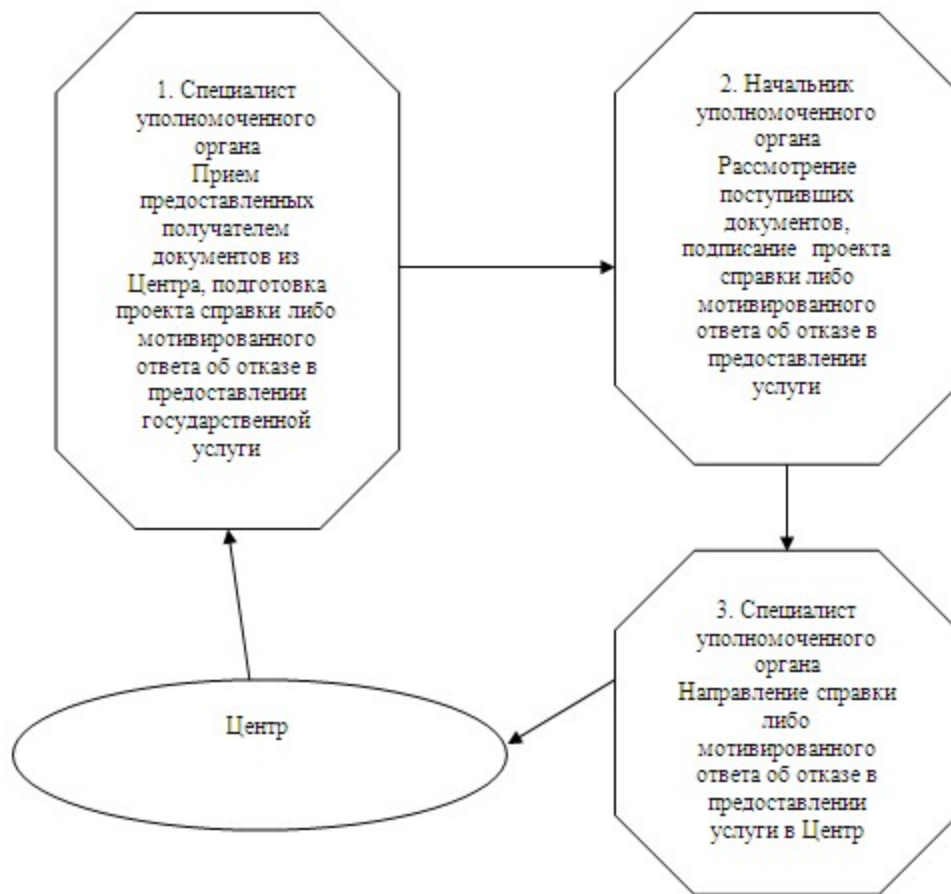 1. Специалист
уполномоченного
органа
Прием
предоставленных
получателем
документов из
Центра, подготовка
проекта справки либо
мотивированного
ответа об отказе в
предоставлении
государственной
услуги
2. Начальник
уполномоченного
органа
Рассмотрение
поступивших
документов,
подписание проекта
справки либо
мотивированного
ответа об отказе в
предоставлении
услуги
3. Специалист
уполномоченного
органа
Направление справки
либо
мотивированного
ответа об отказе в
предоставлении
услуги в Центр
Центр